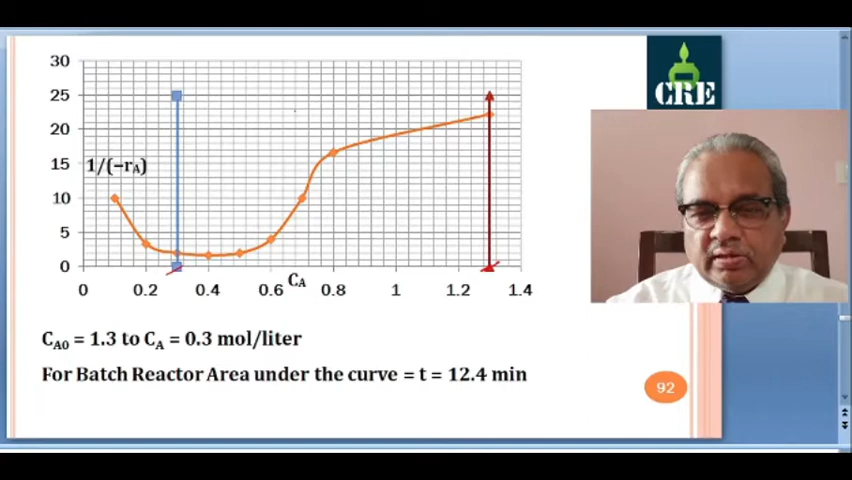 30
25
20
15
10
5
0
1/(−rA)
0 0.2 0.4 0.6 0.8 1 1.2 1.4
CA
CRE
CA0 = 1.3 to CA = 0.3 mol/liter
For Batch Reactor Area under the curve = t = 12.4 min
92